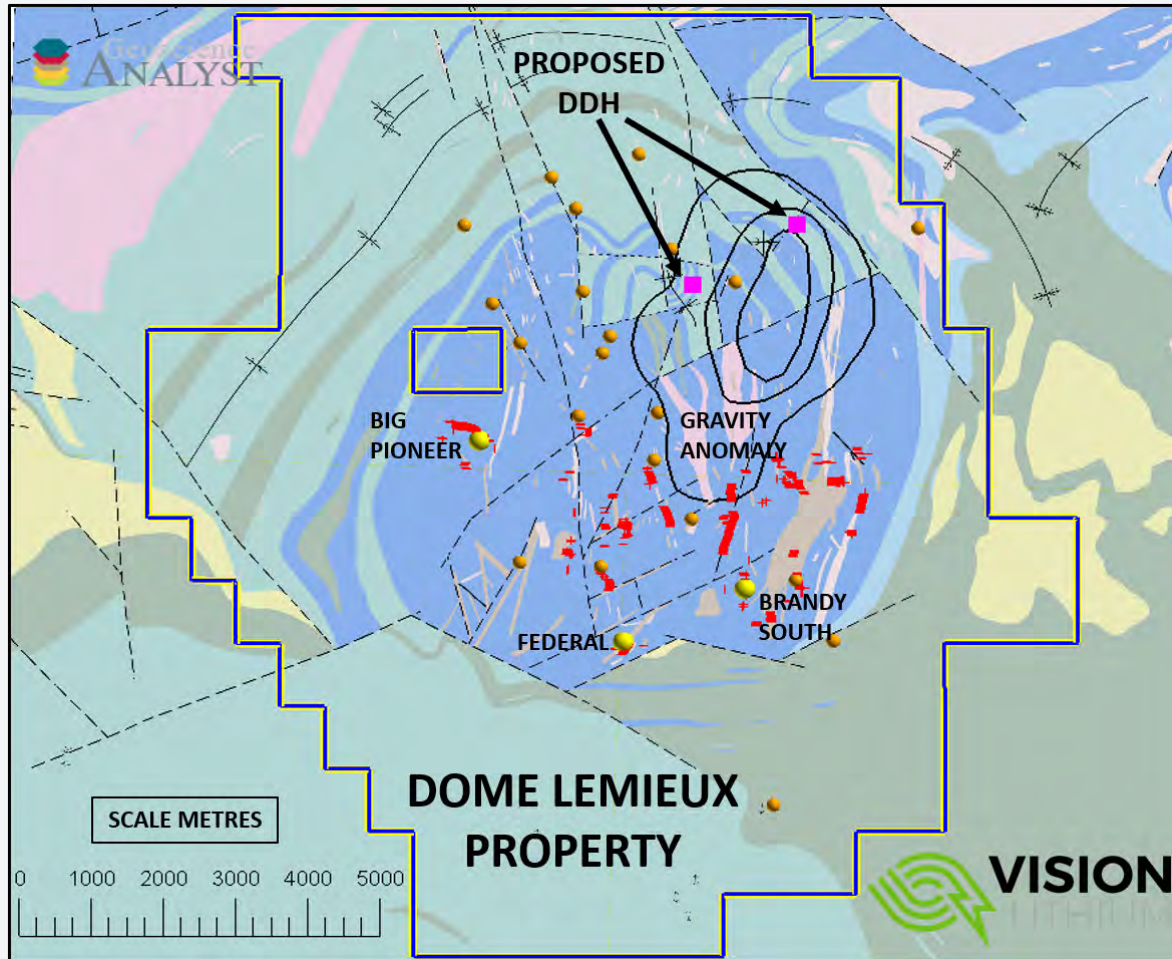 Geoscience
ANALYST
PROPOSED
DDH
BIG
PIONEER
GRAVITY
ANOMALY
BRANDY
SOUTH
FEDERAL
DOME LEMIEUX
PROPERTY
SCALE METRES
0 1000 2000 3000 4000 5000
VISION
LITHIUM